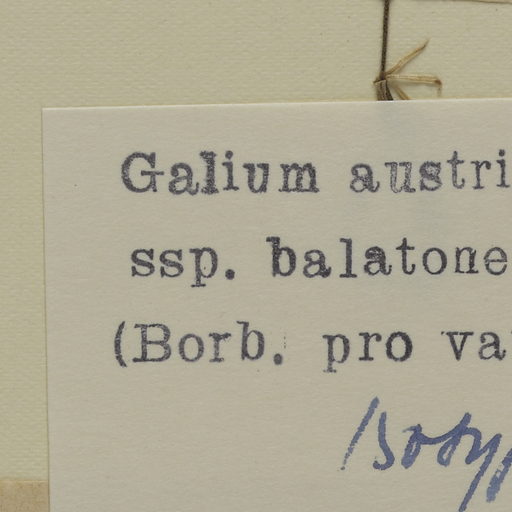 Galium austri
ssp. balatone
(Borb. pro va